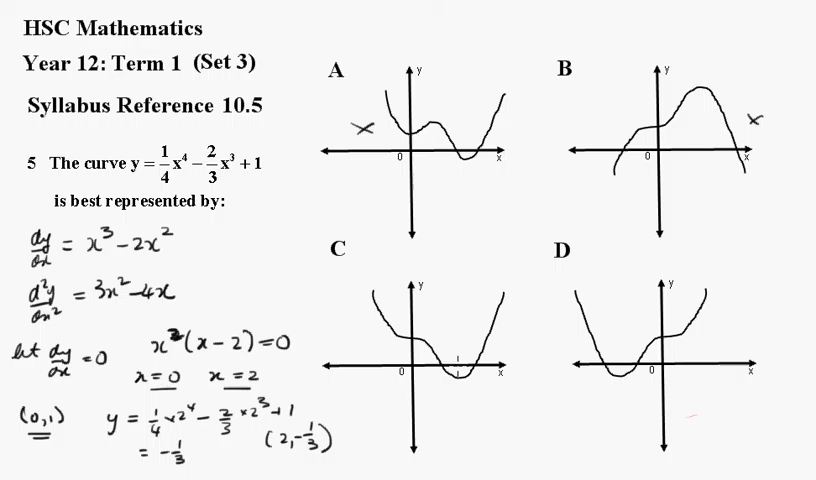 HSC Mathematics
Year 12: Term 1 (Set 3)
Syllabus Reference 10.5
5 The curve y = 1/4 x⁴ − 2/3 x³ + 1
is best represented by:
dy/dx = x³ − 2x²
d²y/dx² = 3x² − 4x
let dy/dx = 0 x²(x − 2) = 0
x = 0 x = 2
(0,1) y = 1/4 × 2⁴ − 2/3 × 2³ + 1
= −1/3 (2, −1/3)
A
y
0
x
B
y
0
x
C
y
0
x
D
y
0
x